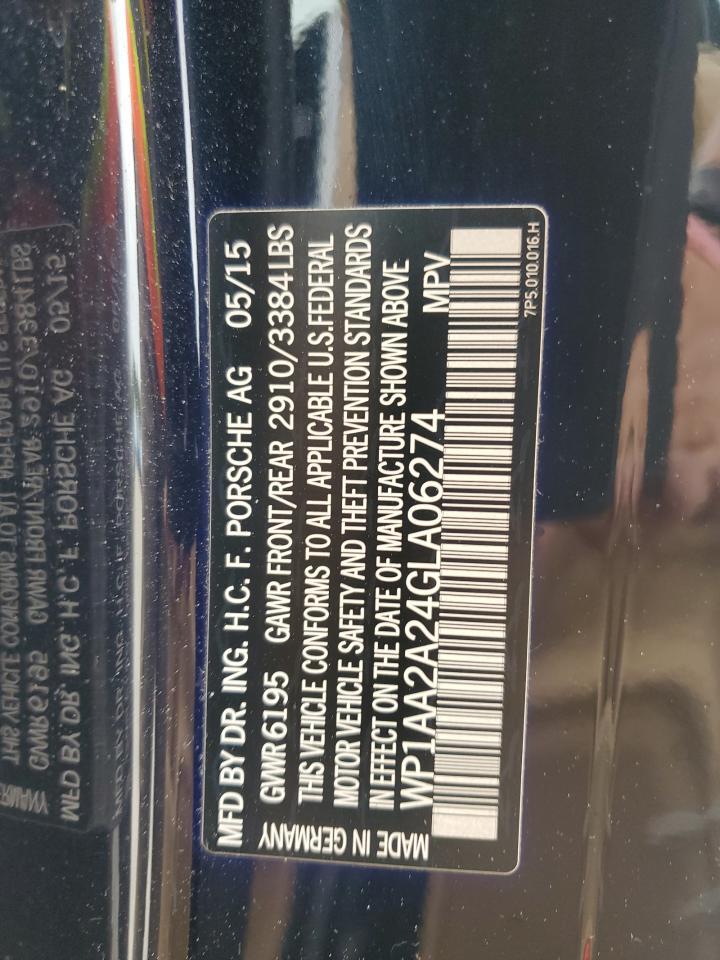 MFD BY DR. ING. H.C. F. PORSCHE AG 05/15
GWR 6195 GAWR FRONT/REAR 2910/3384LBS
THIS VEHICLE CONFORMS TO ALL APPLICABLE U.S. FEDERAL
MOTOR VEHICLE SAFETY AND THEFT PREVENTION STANDARDS
IN EFFECT ON THE DATE OF MANUFACTURE SHOWN ABOVE
WP1AA2A24GLA06274 MPV
MADE IN GERMANY
7P5.010.016.H